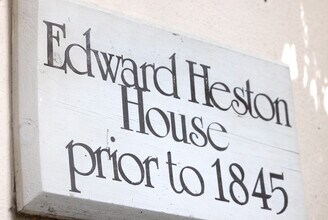 Edward Heston
House
prior to 1845